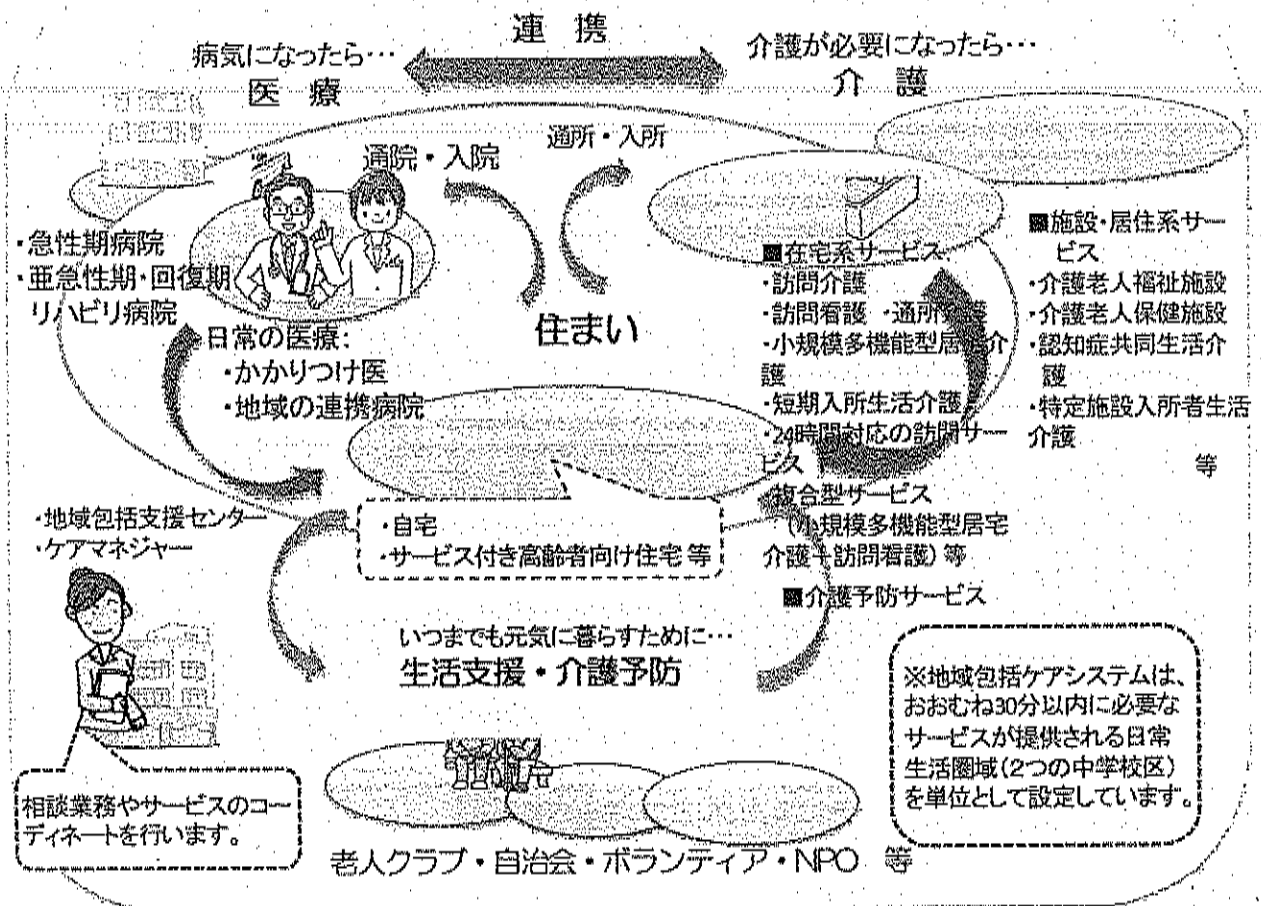 連 携
病気になったら…
医 療
介護が必要になったら…
介 護
通院・入院
通所・入所
・急性期病院
・亜急性期・回復期
リハビリ病院
日常の医療：
・かかりつけ医
・地域の連携病院
住まい
■在宅系サービス
・訪問介護
・訪問看護 ・通所介護
・小規模多機能型居宅介
護
・短期入所生活介護
・24時間対応の訪問サー
ビス
・複合型サービス
（小規模多機能型居宅
介護＋訪問看護）等
■介護予防サービス
■施設・居住系サー
ビス
・介護老人福祉施設
・介護老人保健施設
・認知症共同生活介
護
・特定施設入所者生活
介護
等
・自宅
・サービス付き高齢者向け住宅 等
・地域包括支援センター
・ケアマネジャー
相談業務やサービスのコー
ディネートを行います。
いつまでも元気に暮らすために…
生活支援・介護予防
老人クラブ・自治会・ボランティア・NPO 等
※地域包括ケアシステムは、
おおむね30分以内に必要な
サービスが提供される日常
生活圏域（2つの中学校区）
を単位として設定しています。